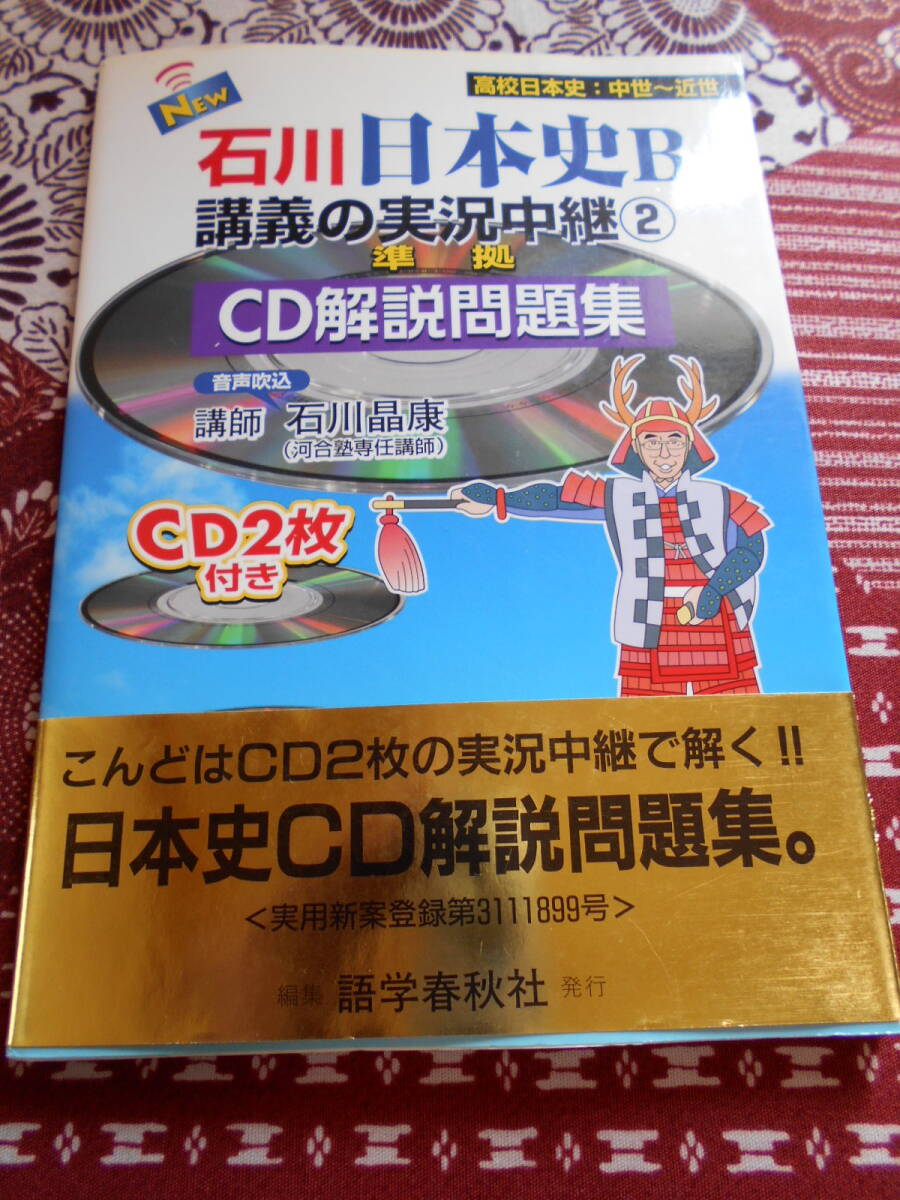 NEW
高校日本史：中世～近世
石川 日本史B
講義の実況中継②
準拠
CD解説問題集
音声吹込
講師 石川晶康
(河合塾専任講師)
CD2枚
付き
こんどはCD2枚の実況中継で解く!!
日本史CD解説問題集。
<実用新案登録第3111899号>
編集 語学春秋社 発行